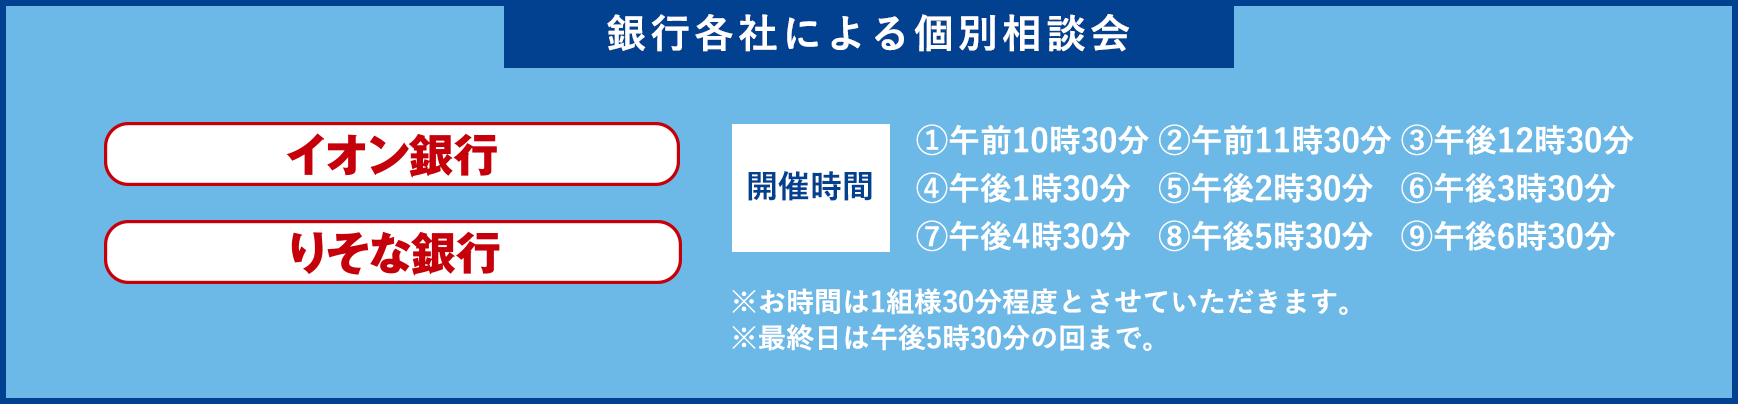 銀行各社による個別相談会
イオン銀行
りそな銀行
開催時間
①午前10時30分 ②午前11時30分 ③午後12時30分
④午後1時30分 ⑤午後2時30分 ⑥午後3時30分
⑦午後4時30分 ⑧午後5時30分 ⑨午後6時30分
※お時間は1組様30分程度とさせていただきます。
※最終日は午後5時30分の回まで。